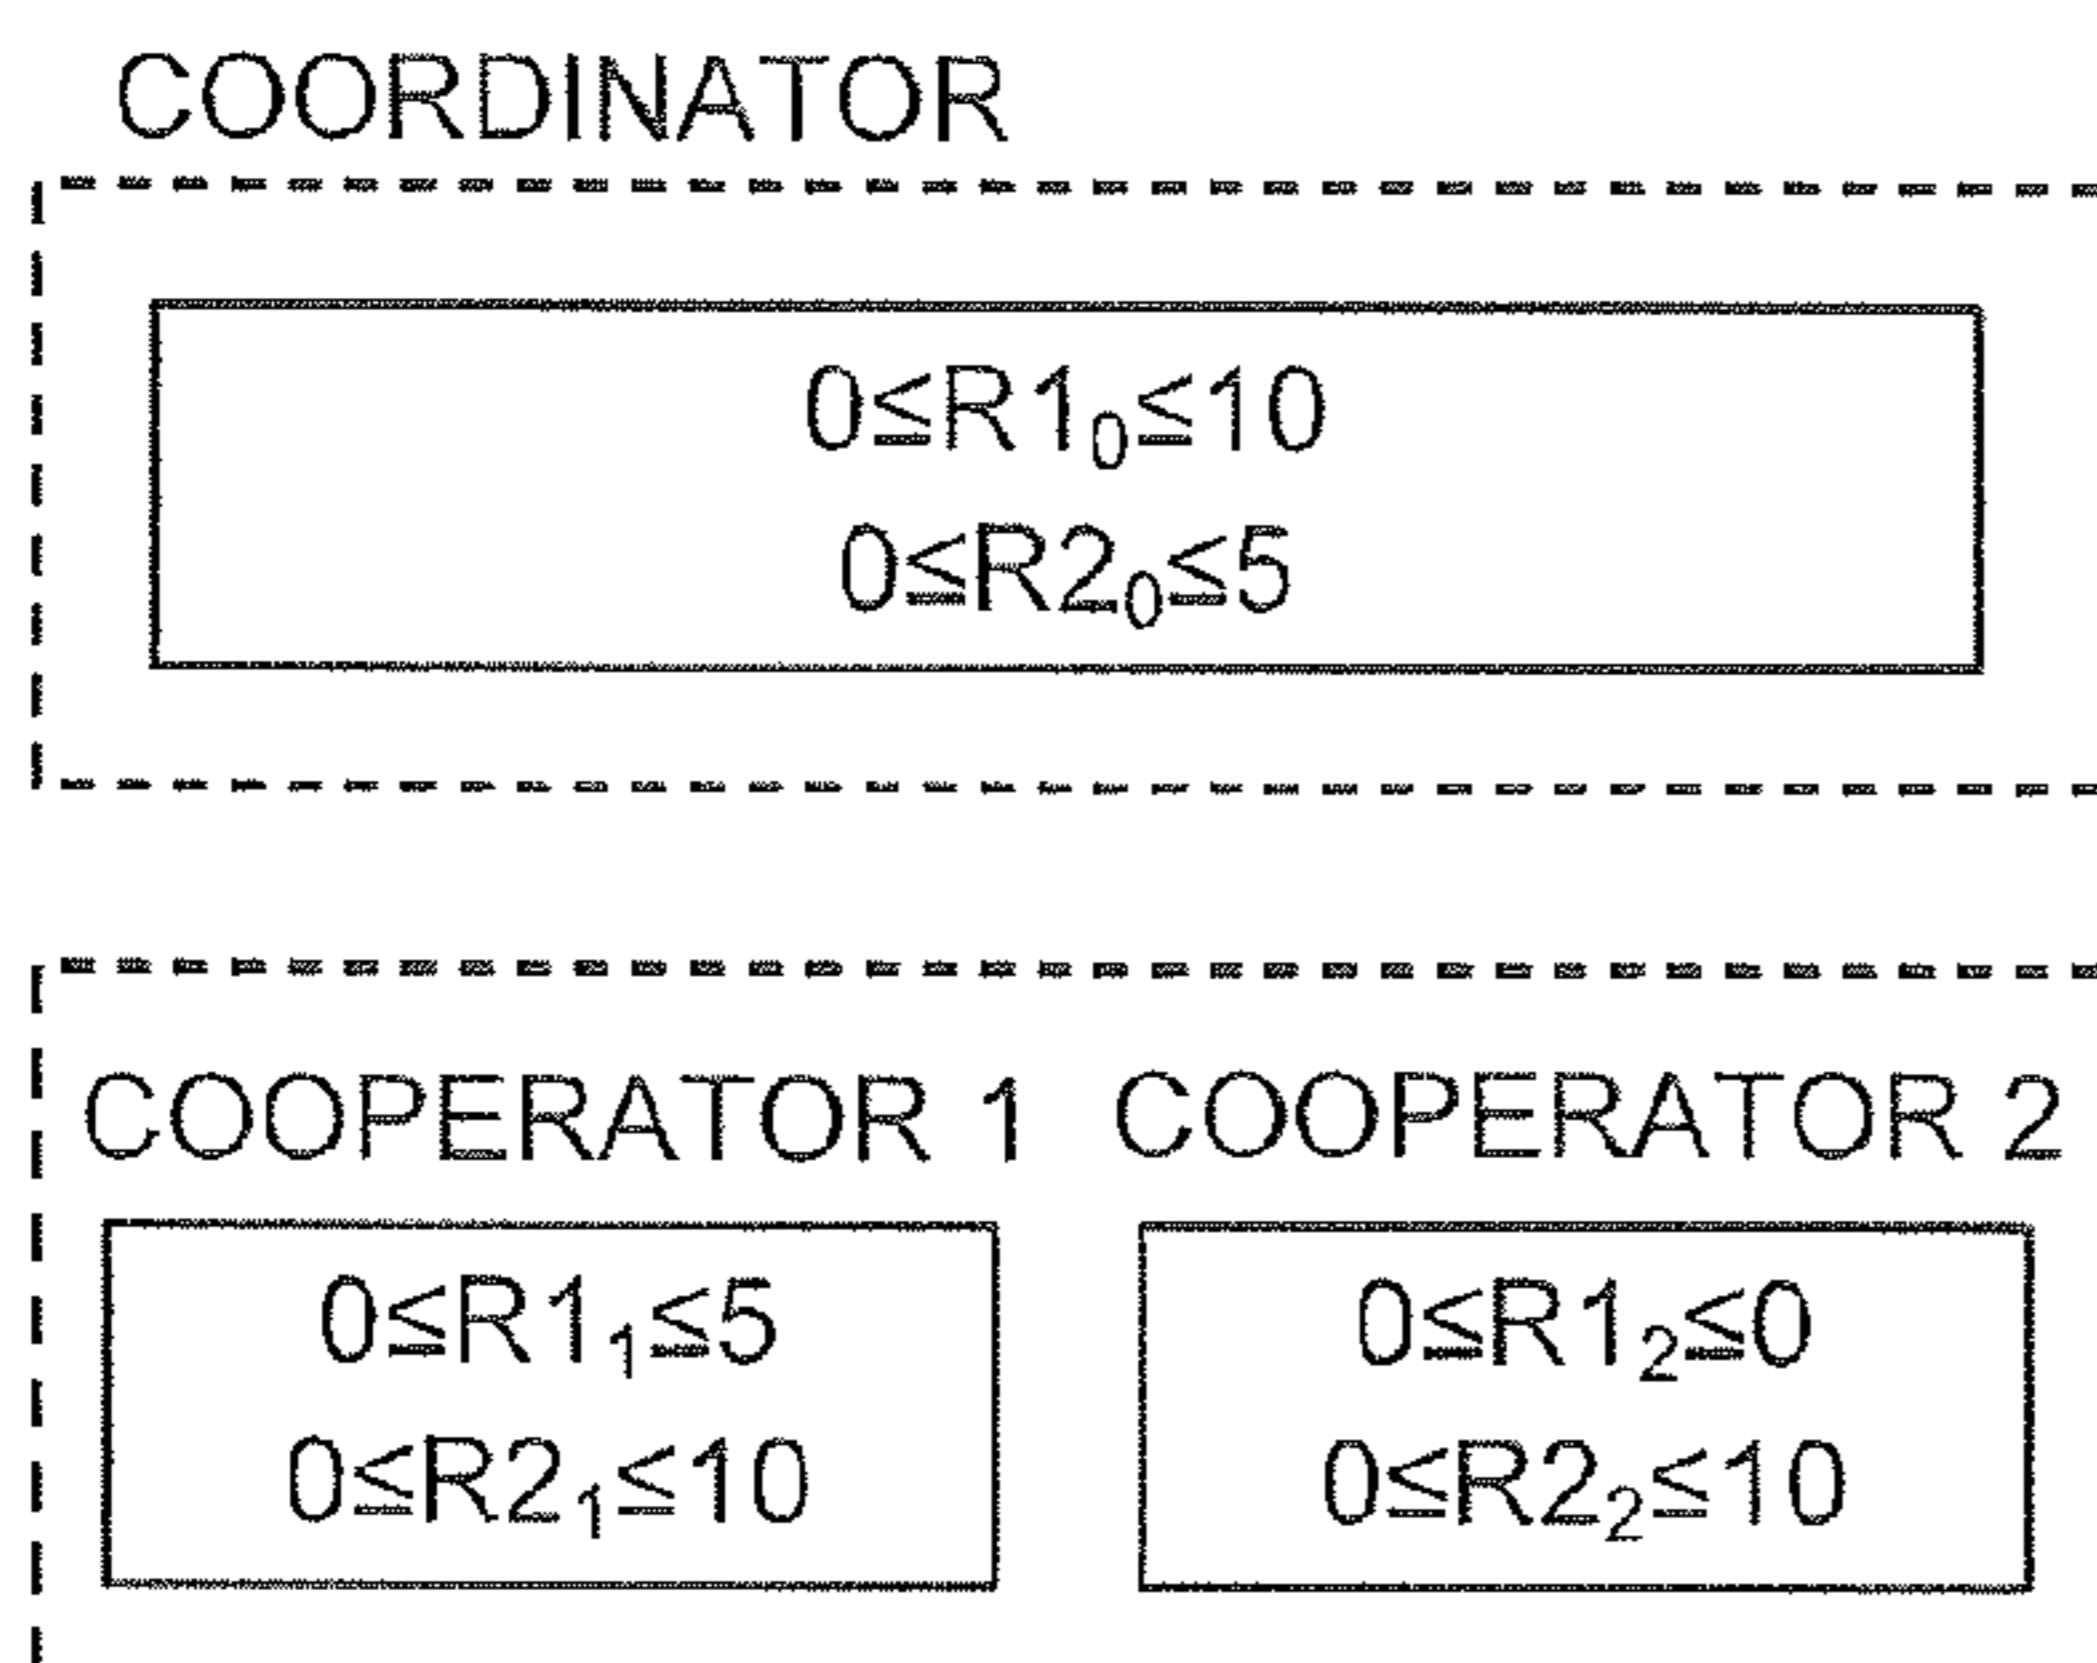 COORDINATOR
0≦R1₀≦10
0≦R2₀≦5
COOPERATOR 1 COOPERATOR 2
0≦R1₁≦5 0≦R1₂≦0
0≦R2₁≦10 0≦R2₂≦10